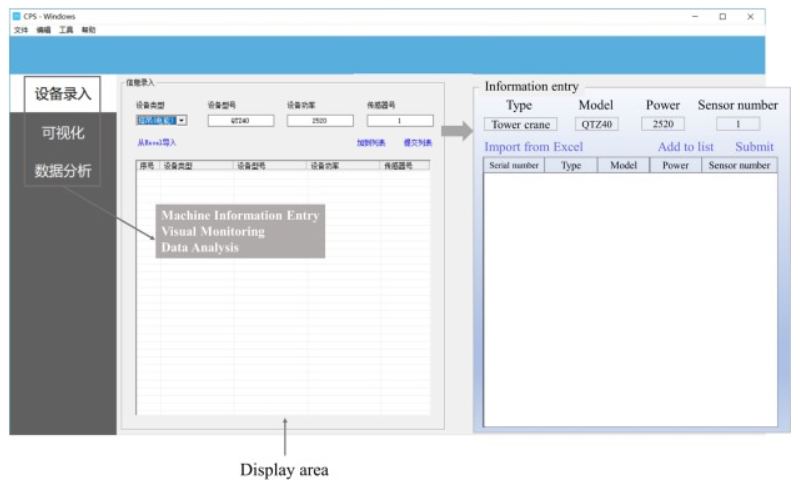 CPS - Windows
文件 编辑 工具 帮助
设备录入
可视化
数据分析
信息录入
设备类型 设备型号 设备功率 传感器号
QTZ40 2520 1
从Excel导入 加到列表 提交列表
序号 设备类型 设备型号 设备功率 传感器号
Machine Information Entry
Visual Monitoring
Data Analysis
Information entry
Type Model Power Sensor number
Tower crane QTZ40 2520 1
Import from Excel Add to list Submit
Serial number Type Model Power Sensor number
Display area